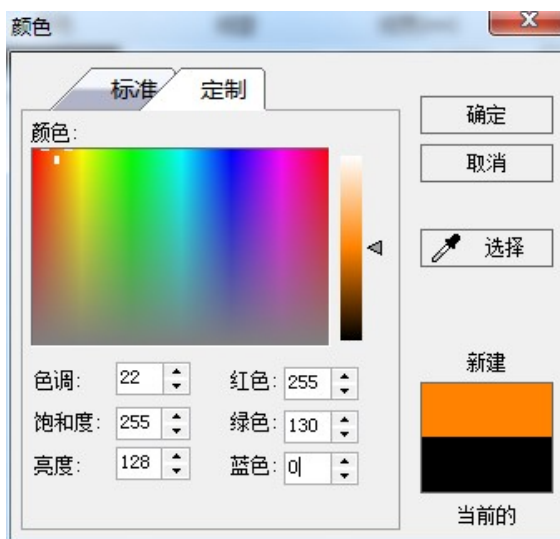 颜色
标准 定制
确定
颜色:
取消
选择
色调: 22 红色: 255
饱和度: 255 绿色: 130
亮度: 128 蓝色: 0
新建
当前的